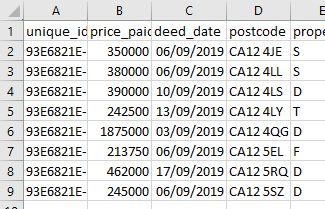 A B C D E
1 unique_id price_paid deed_date postcode prope
2 93E6821E- 350000 06/09/2019 CA12 4JE S
3 93E6821E- 380000 06/09/2019 CA12 4LL S
4 93E6821E- 390000 10/09/2019 CA12 4LS D
5 93E6821E- 242500 13/09/2019 CA12 4LY T
6 93E6821E- 1875000 03/09/2019 CA12 4QG D
7 93E6821E- 213750 06/09/2019 CA12 5EL F
8 93E6821E- 462000 17/09/2019 CA12 5RQ D
9 93E6821E- 245000 06/09/2019 CA12 5SZ D